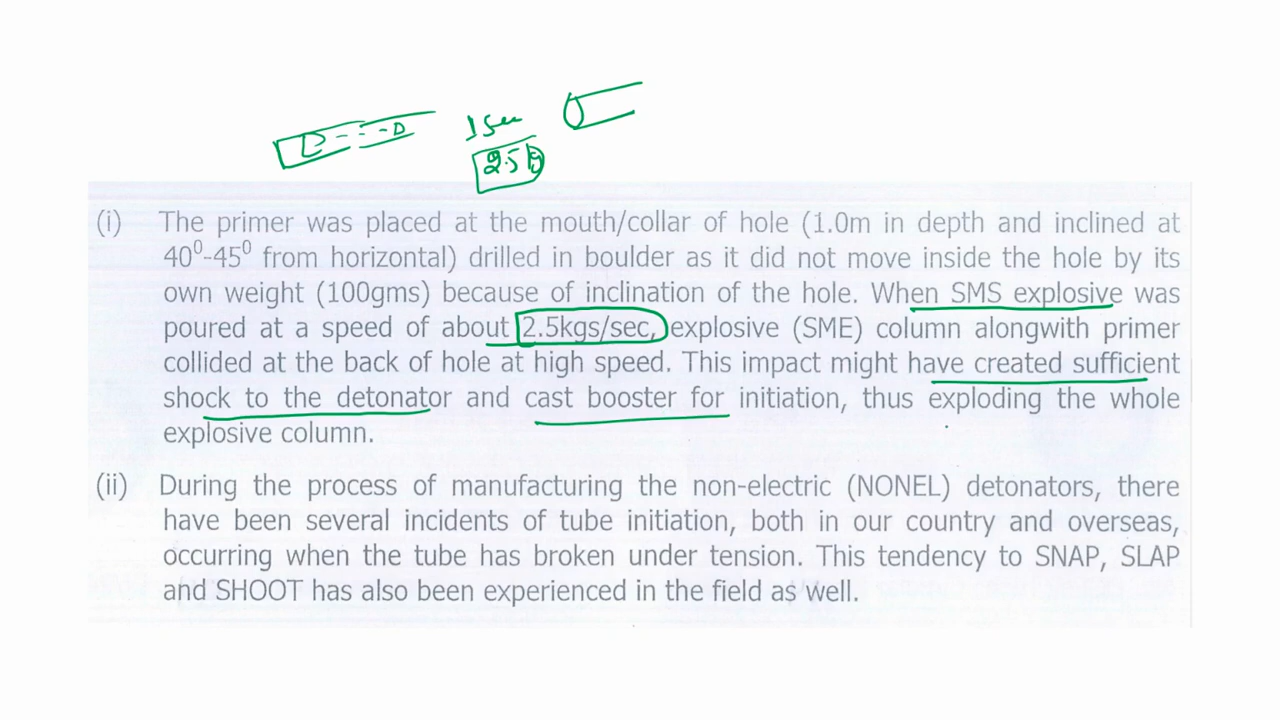 1 Sec
2.5 kg
(i) The primer was placed at the mouth/collar of hole (1.0m in depth and inclined at
40⁰-45⁰ from horizontal) drilled in boulder as it did not move inside the hole by its
own weight (100gms) because of inclination of the hole. When SMS explosive was
poured at a speed of about 2.5kgs/sec, explosive (SME) column alongwith primer
collided at the back of hole at high speed. This impact might have created sufficient
shock to the detonator and cast booster for initiation, thus exploding the whole
explosive column.
(ii) During the process of manufacturing the non-electric (NONEL) detonators, there
have been several incidents of tube initiation, both in our country and overseas,
occurring when the tube has broken under tension. This tendency to SNAP, SLAP
and SHOOT has also been experienced in the field as well.